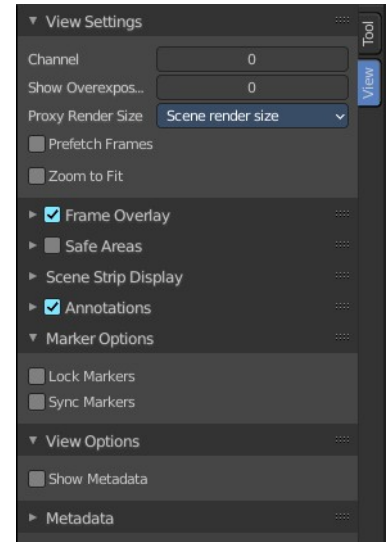 View Settings
Tool
Channel 0
Show Overexpos... 0
View
Proxy Render Size Scene render size
Prefetch Frames
Zoom to Fit
Frame Overlay
Safe Areas
Scene Strip Display
Annotations
Marker Options
Lock Markers
Sync Markers
View Options
Show Metadata
Metadata